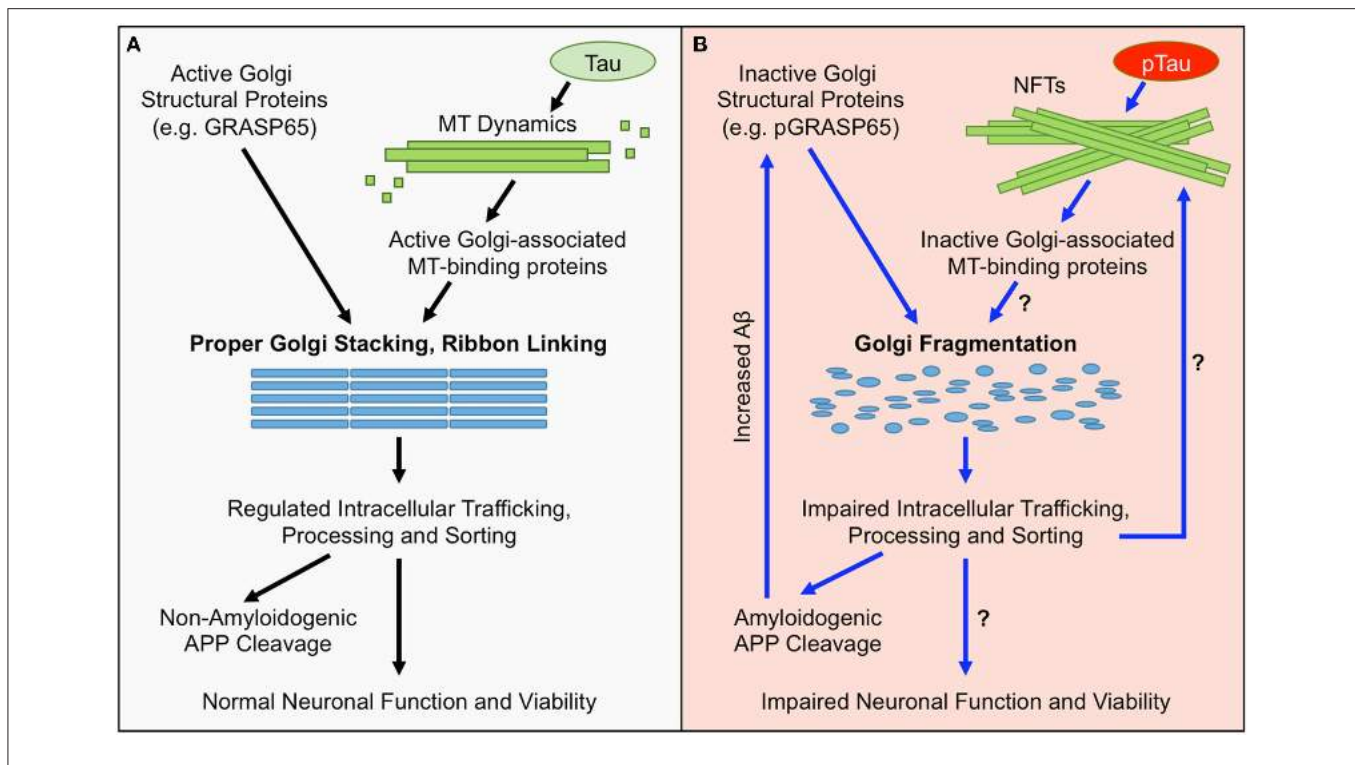 A
Tau
Active Golgi
Structural Proteins
(e.g. GRASP65)
MT Dynamics
Active Golgi-associated
MT-binding proteins
Proper Golgi Stacking, Ribbon Linking
Regulated Intracellular Trafficking,
Processing and Sorting
Non-Amyloidogenic
APP Cleavage
Normal Neuronal Function and Viability
B
pTau
Inactive Golgi
Structural Proteins
(e.g. pGRASP65)
NFTs
Inactive Golgi-associated
MT-binding proteins
?
Golgi Fragmentation
?
Increased Aβ
Impaired Intracellular Trafficking,
Processing and Sorting
Amyloidogenic
APP Cleavage
?
Impaired Neuronal Function and Viability